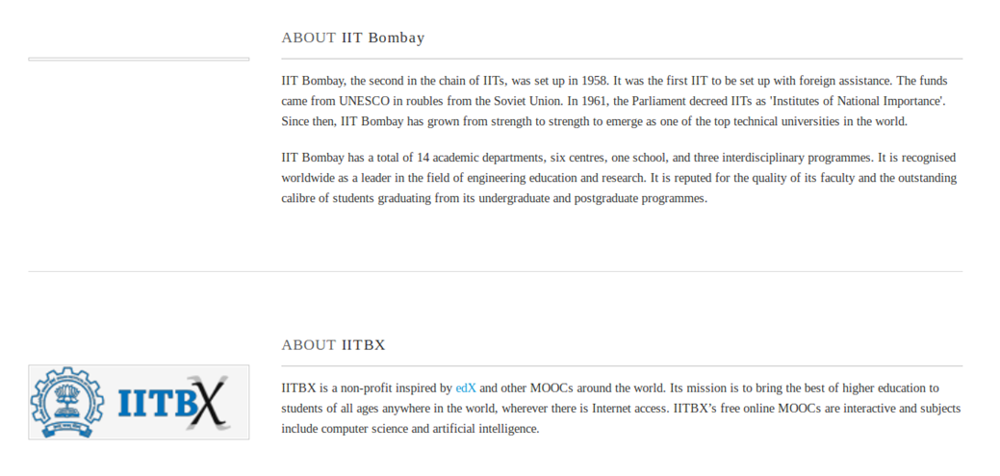 ABOUT IIT Bombay
IIT Bombay, the second in the chain of IITs, was set up in 1958. It was the first IIT to be set up with foreign assistance. The funds
came from UNESCO in roubles from the Soviet Union. In 1961, the Parliament decreed IITs as 'Institutes of National Importance'.
Since then, IIT Bombay has grown from strength to strength to emerge as one of the top technical universities in the world.
IIT Bombay has a total of 14 academic departments, six centres, one school, and three interdisciplinary programmes. It is recognised
worldwide as a leader in the field of engineering education and research. It is reputed for the quality of its faculty and the outstanding
calibre of students graduating from its undergraduate and postgraduate programmes.
ABOUT IITBX
IITBX
IITBX is a non-profit inspired by edX and other MOOCs around the world. Its mission is to bring the best of higher education to
students of all ages anywhere in the world, wherever there is Internet access. IITBX’s free online MOOCs are interactive and subjects
include computer science and artificial intelligence.